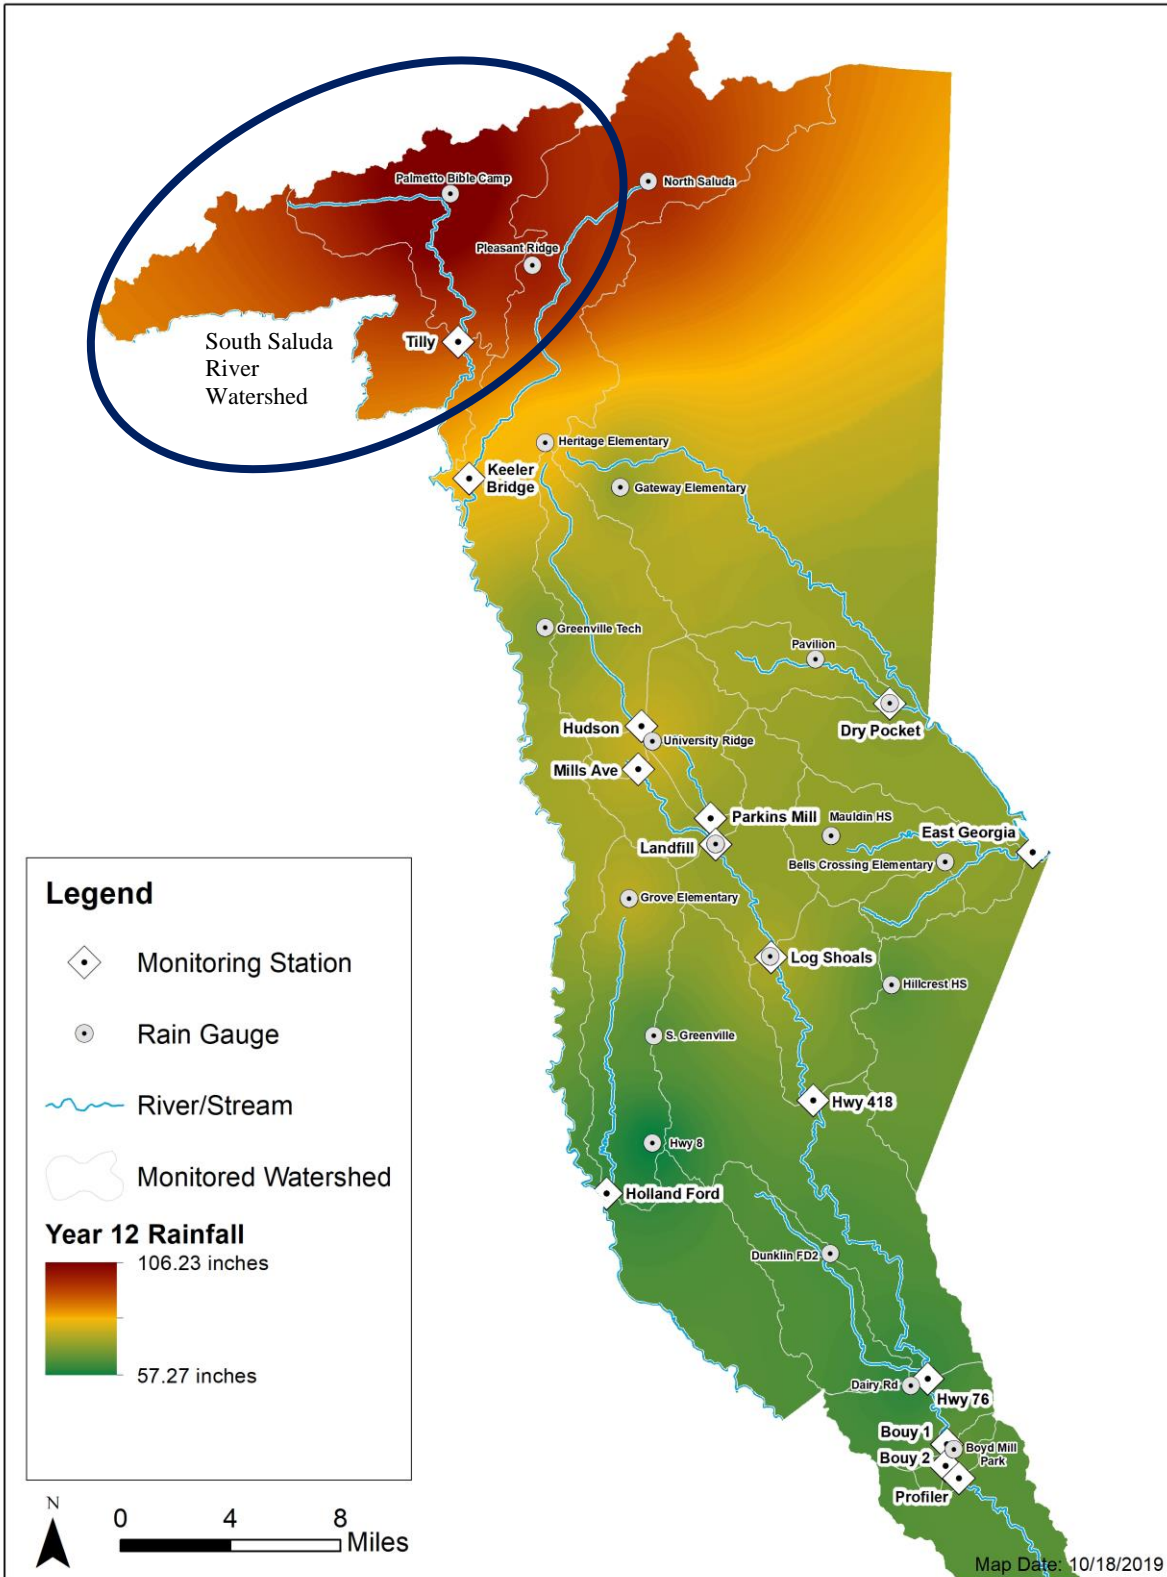 Palmetto Bible Camp
North Saluda
Pleasant Ridge
South Saluda
River
Watershed
Tilly
Heritage Elementary
Keeler
Bridge
Gateway Elementary
Greenville Tech
Pavilion
Hudson
University Ridge
Dry Pocket
Mills Ave
Parkins Mill
Mauldin HS
East Georgia
Landfill
Bells Crossing Elementary
Grove Elementary
Log Shoals
Hillcrest HS
S. Greenville
Hwy 418
Hwy 8
Holland Ford
Dunklin FD2
Dairy Rd
Hwy 76
Bouy 1
Boyd Mill
Park
Bouy 2
Profiler
Legend
Monitoring Station
Rain Gauge
River/Stream
Monitored Watershed
Year 12 Rainfall
106.23 inches
57.27 inches
N
0 4 8
Miles
Map Date: 10/18/2019